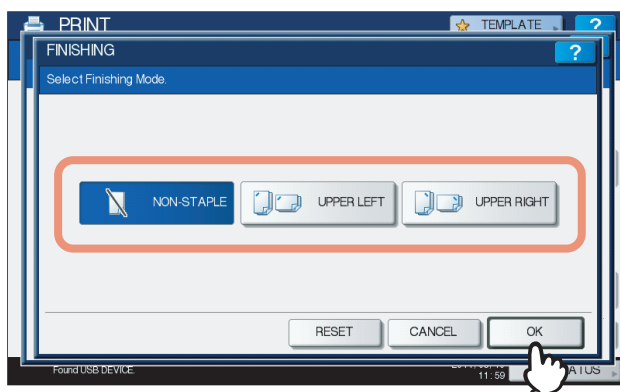 PRINT
TEMPLATE
?
FINISHING
?
Select Finishing Mode.
NON-STAPLE
UPPER LEFT
UPPER RIGHT
RESET
CANCEL
OK
Found USB DEVICE.
11:59